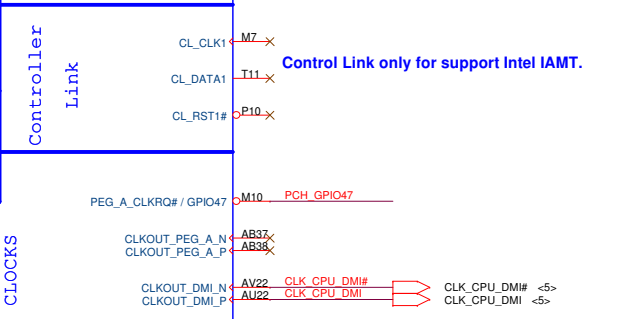 Controller
Link
CL_CLK1 M7
Control Link only for support Intel IAMT.
CL_DATA1 T11
CL_RST1# P10
CLOCKS
PEG_A_CLKRQ# / GPIO47 M10 PCH_GPIO47
CLKOUT_PEG_A_N AB37
CLKOUT_PEG_A_P AB38
CLKOUT_DMI_N AV22 CLK_CPU_DMI# CLK_CPU_DMI# <5>
CLKOUT_DMI_P AU22 CLK_CPU_DMI CLK_CPU_DMI <5>